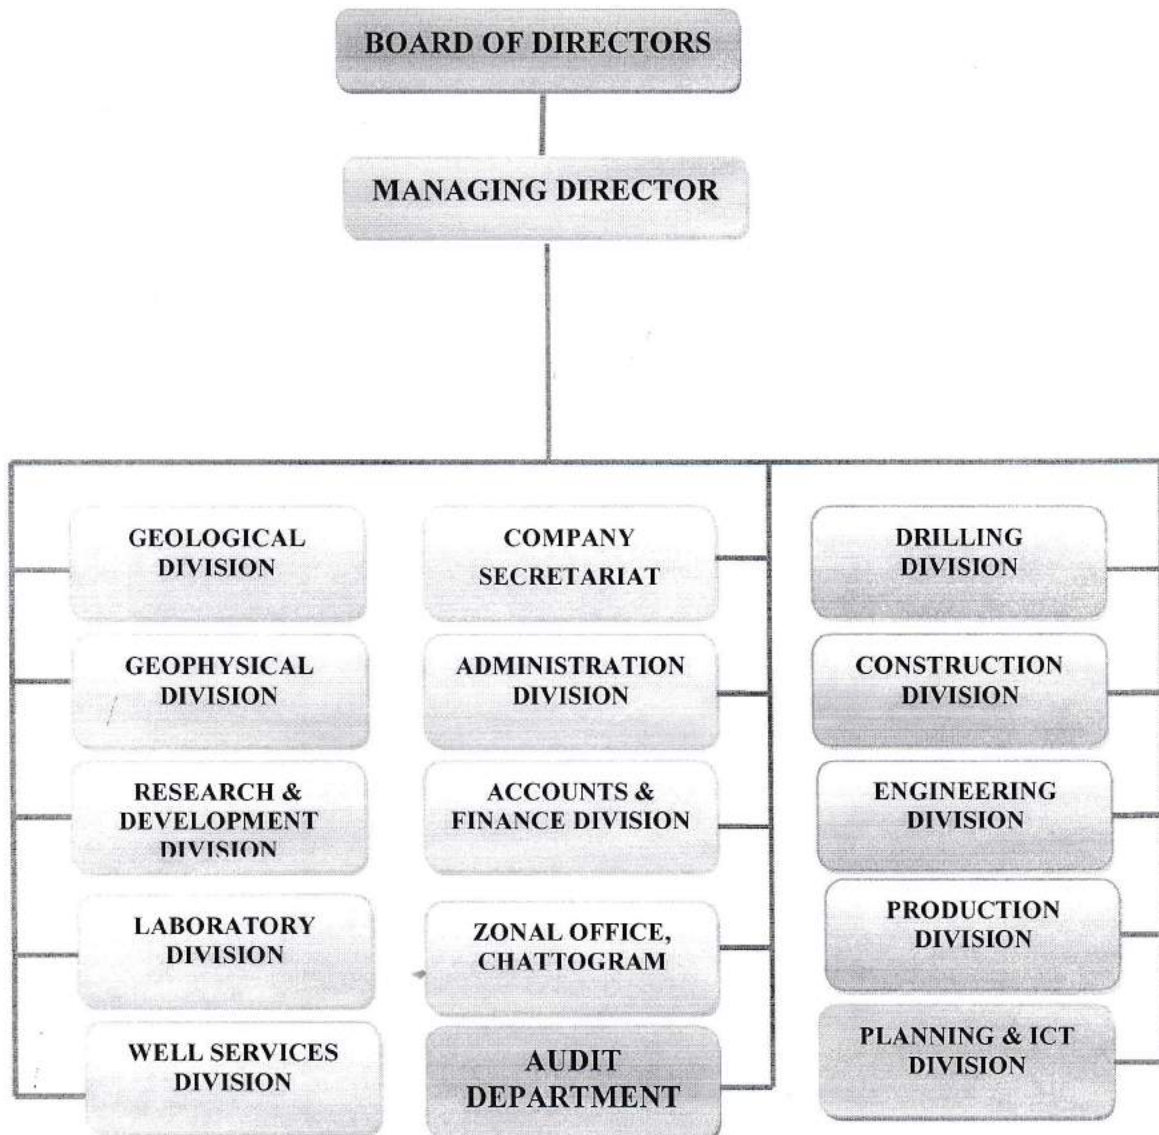 BOARD OF DIRECTORS
MANAGING DIRECTOR
GEOLOGICAL
DIVISION
GEOPHYSICAL
DIVISION
RESEARCH &
DEVELOPMENT
DIVISION
LABORATORY
DIVISION
WELL SERVICES
DIVISION
COMPANY
SECRETARIAT
ADMINISTRATION
DIVISION
ACCOUNTS &
FINANCE DIVISION
ZONAL OFFICE,
CHATTOGRAM
AUDIT
DEPARTMENT
DRILLING
DIVISION
CONSTRUCTION
DIVISION
ENGINEERING
DIVISION
PRODUCTION
DIVISION
PLANNING & ICT
DIVISION